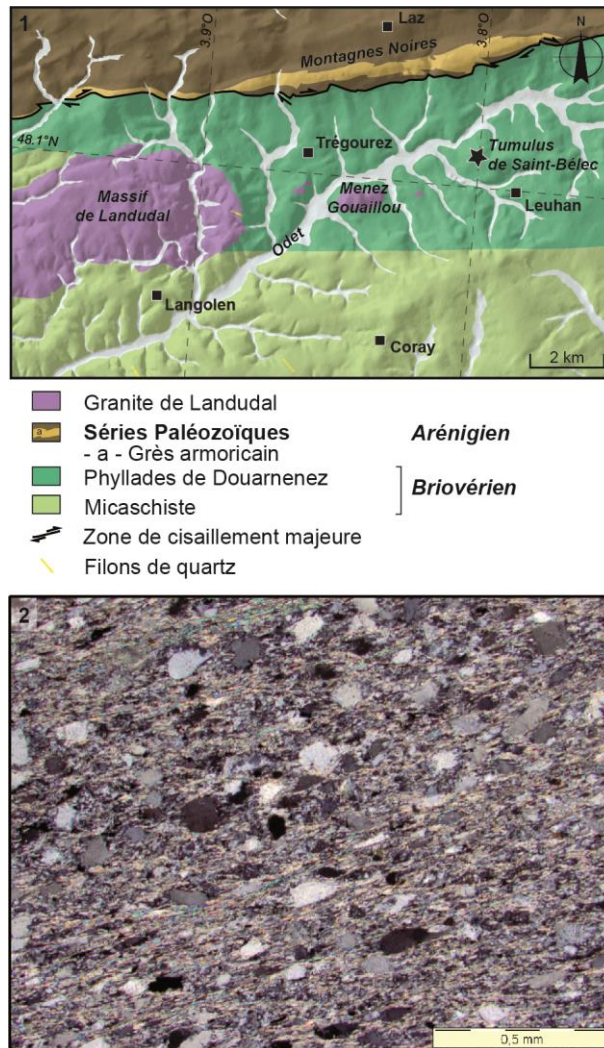 1
Laz
N
3.9°O
Montagnes Noires
3.8°O
48.1°N
Trégourez
Tumulus
de Saint-Bélec
Massif
de Landudal
Menez
Gouaillou
Leuhan
Odet
Langolen
Coray
2 km
Granite de Landudal
Séries Paléozoïques
Arénigien
a
- a - Grès armoricain
Phyllades de Douarnenez
Briovérien
Micaschiste
Zone de cisaillement majeure
Filons de quartz
2
0,5 mm